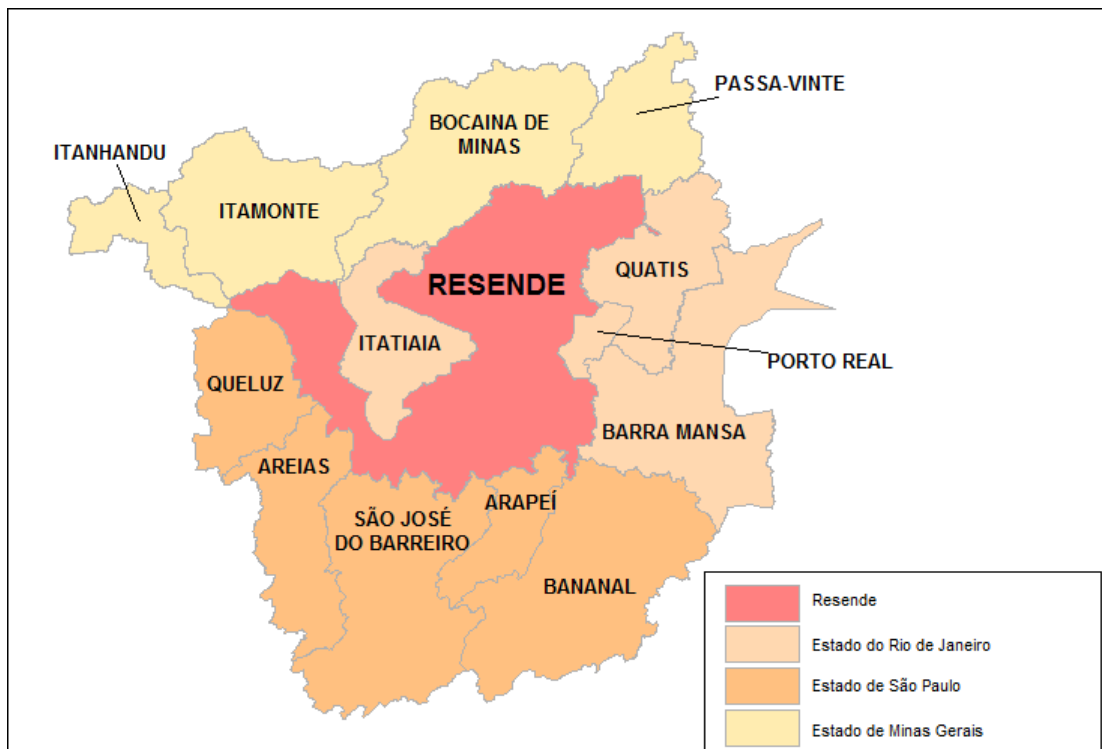 PASSA-VINTE
BOCAINA DE
MINAS
ITANHANDU
ITAMONTE
QUATIS
RESENDE
ITATIAIA
PORTO REAL
QUELUZ
BARRA MANSA
AREIAS
ARAPEÍ
SÃO JOSÉ
DO BARREIRO
BANANAL
Resende
Estado do Rio de Janeiro
Estado de São Paulo
Estado de Minas Gerais